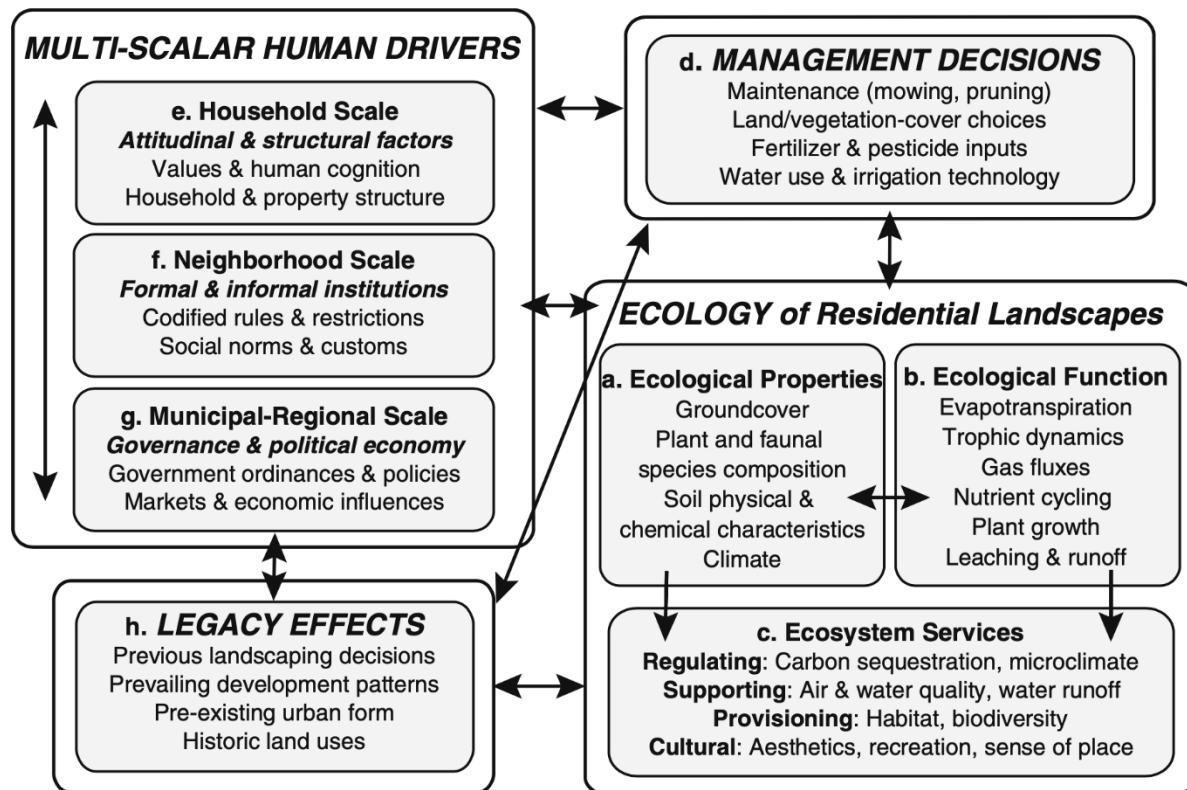 MULTI-SCALAR HUMAN DRIVERS
e. Household Scale
Attitudinal & structural factors
Values & human cognition
Household & property structure
f. Neighborhood Scale
Formal & informal institutions
Codified rules & restrictions
Social norms & customs
g. Municipal-Regional Scale
Governance & political economy
Government ordinances & policies
Markets & economic influences
d. MANAGEMENT DECISIONS
Maintenance (mowing, pruning)
Land/vegetation-cover choices
Fertilizer & pesticide inputs
Water use & irrigation technology
ECOLOGY of Residential Landscapes
a. Ecological Properties
Groundcover
Plant and faunal
species composition
Soil physical &
chemical characteristics
Climate
b. Ecological Function
Evapotranspiration
Trophic dynamics
Gas fluxes
Nutrient cycling
Plant growth
Leaching & runoff
c. Ecosystem Services
Regulating: Carbon sequestration, microclimate
Supporting: Air & water quality, water runoff
Provisioning: Habitat, biodiversity
Cultural: Aesthetics, recreation, sense of place
h. LEGACY EFFECTS
Previous landscaping decisions
Prevailing development patterns
Pre-existing urban form
Historic land uses